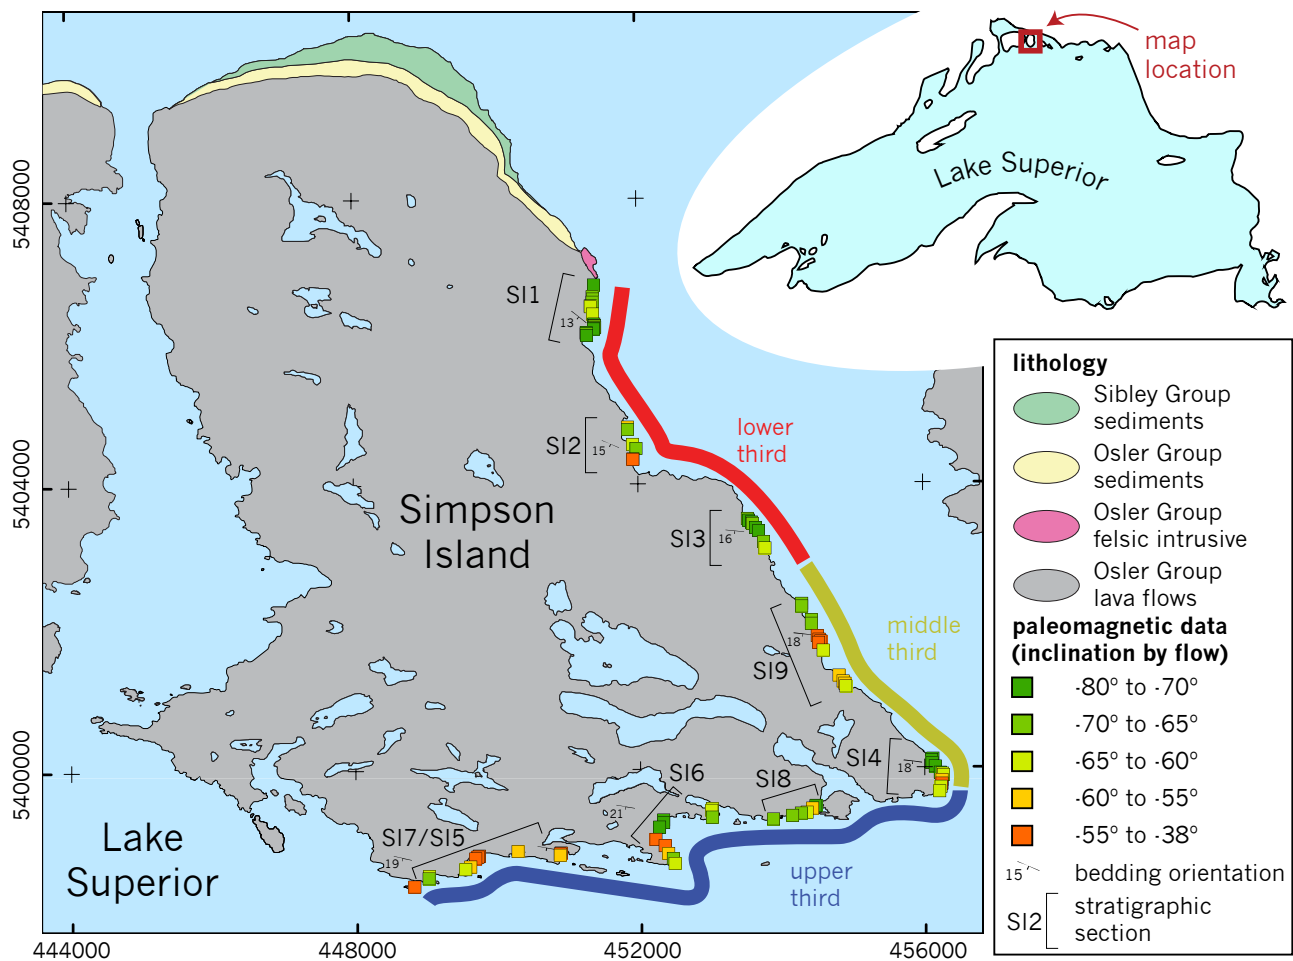 map
location
Lake Superior
5408000
5404000
5400000
SI1
13
SI2
15
lower
third
Simpson
Island
SI3
16
middle
third
18
SI9
SI4
18
SI6
SI8
21
SI7/SI5
19
Lake
Superior
upper
third
444000
448000
452000
456000
lithology
Sibley Group
sediments
Osler Group
sediments
Osler Group
felsic intrusive
Osler Group
lava flows
paleomagnetic data
(inclination by flow)
-80° to -70°
-70° to -65°
-65° to -60°
-60° to -55°
-55° to -38°
15 bedding orientation
SI2 stratigraphic
section